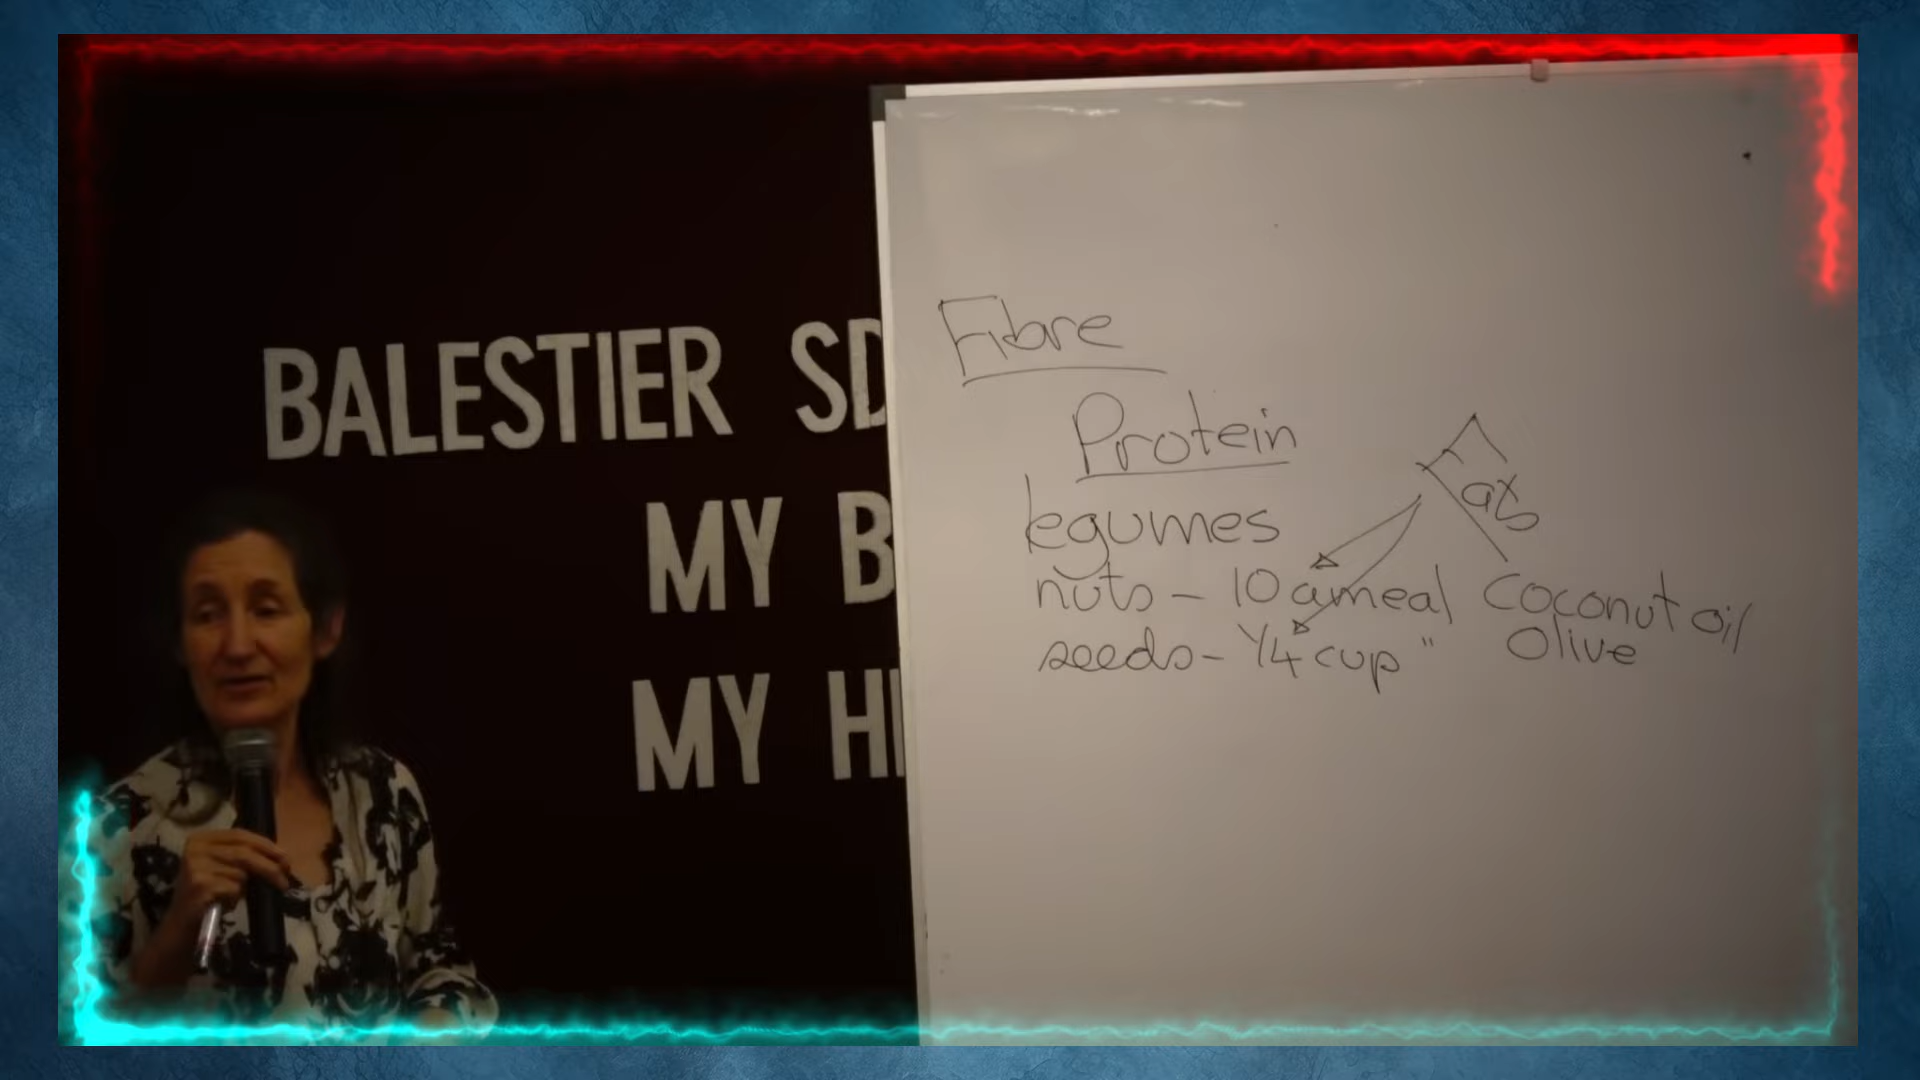 BALESTIER SD
MY B
MY H
Fibre
Protein
Fats
legumes
nuts - 10 a meal
seeds - 1/4 cup "
coconut oil
Olive